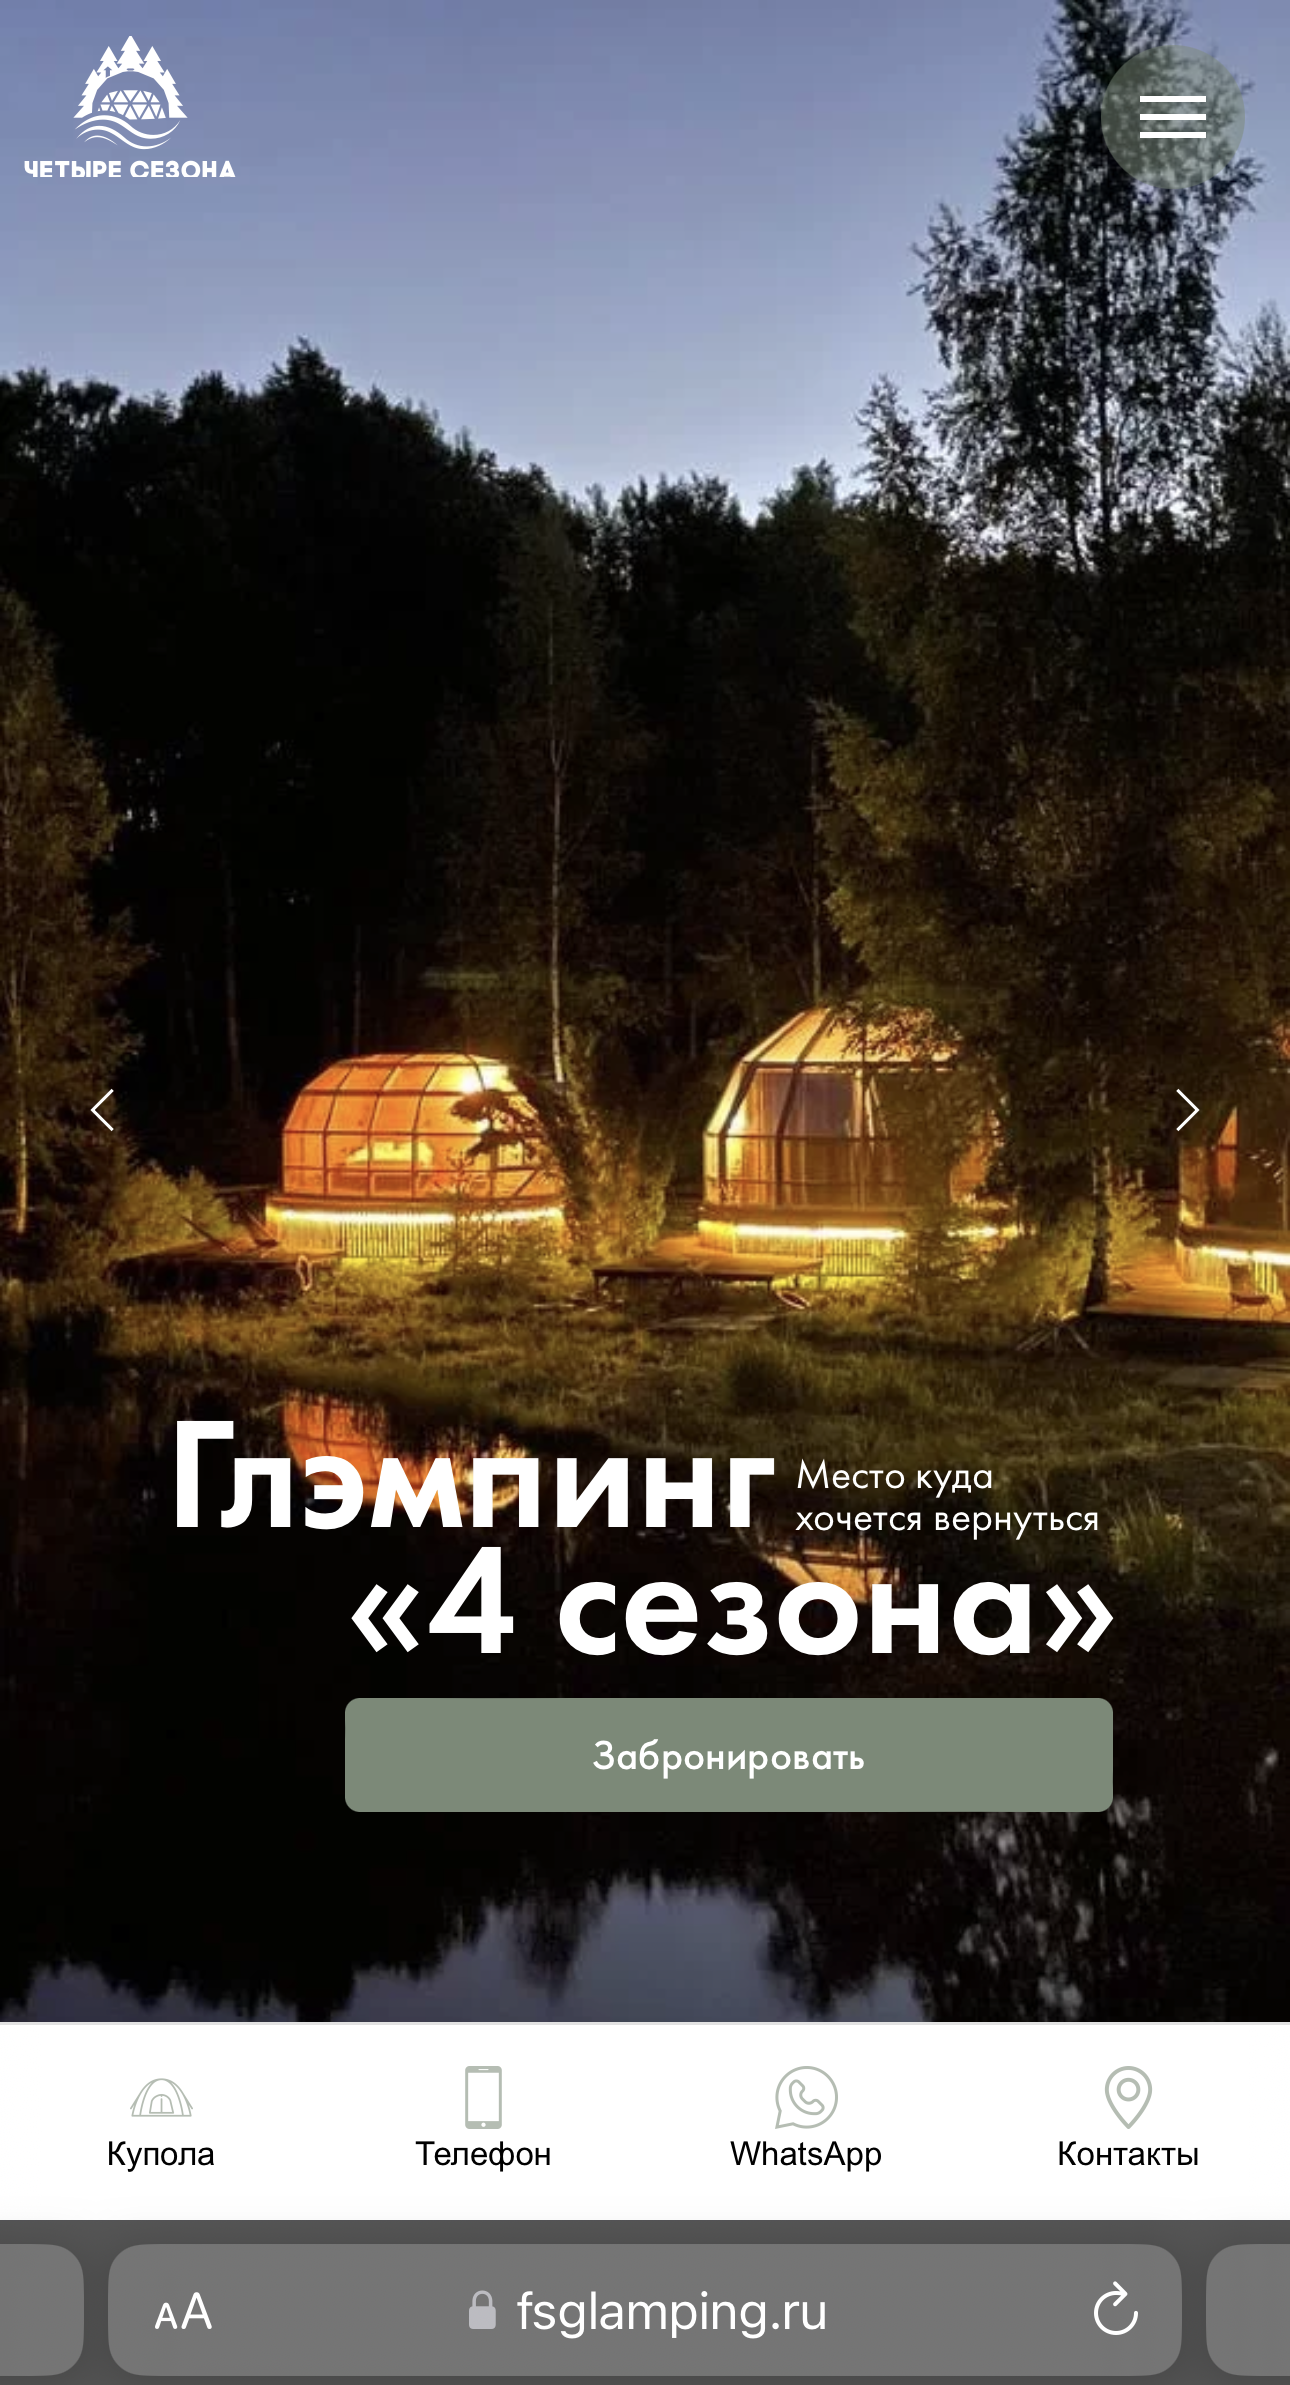 ЧЕТЫРЕ СЕЗОНА
Глэмпинг
Место куда
хочется вернуться
«4 сезона»
Забронировать
Купола
Телефон
WhatsApp
Контакты
AA
fsglamping.ru